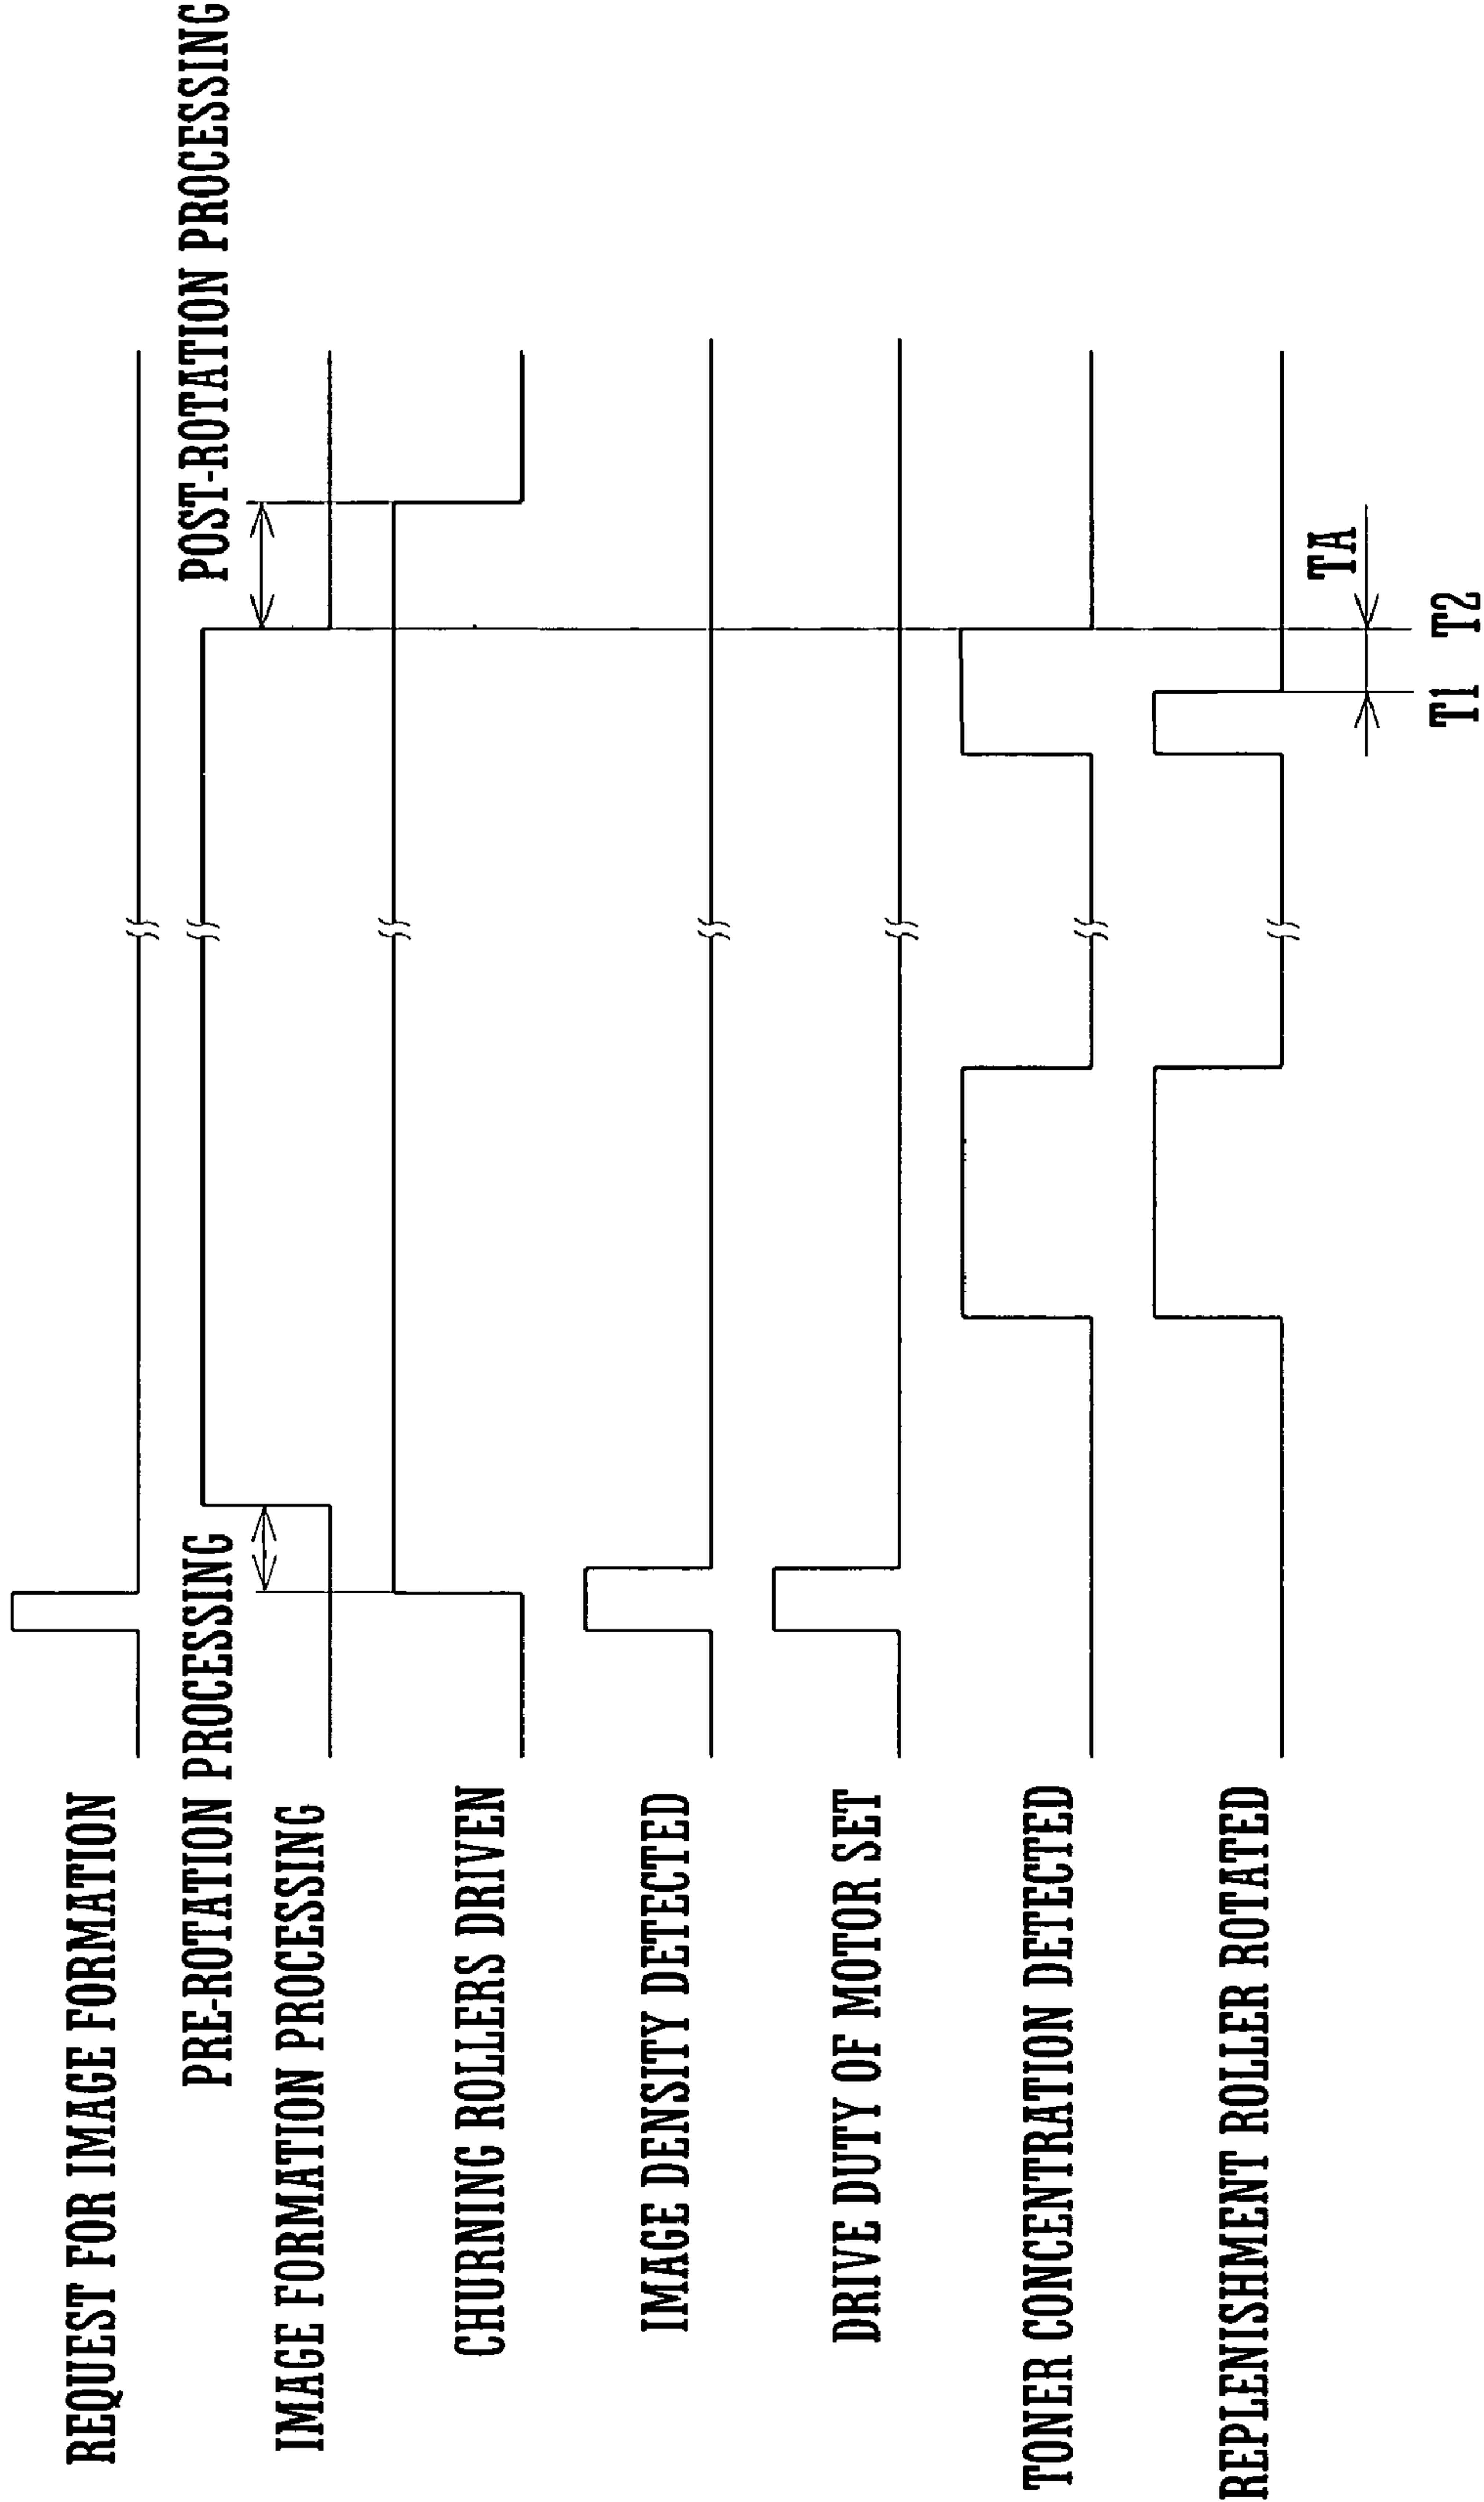 REQUEST FOR IMAGE FORMATION
PRE-ROTATION PROCESSING
POST-ROTATION PROCESSING
IMAGE FORMATION PROCESSING
CHURNING ROLLERS DRIVEN
IMAGE DENSITY DETECTED
DRIVE DUTY OF MOTOR SET
TONER CONCENTRATION DETECTED
REPLENISHMENT ROLLER ROTATED
TA
T1 T2